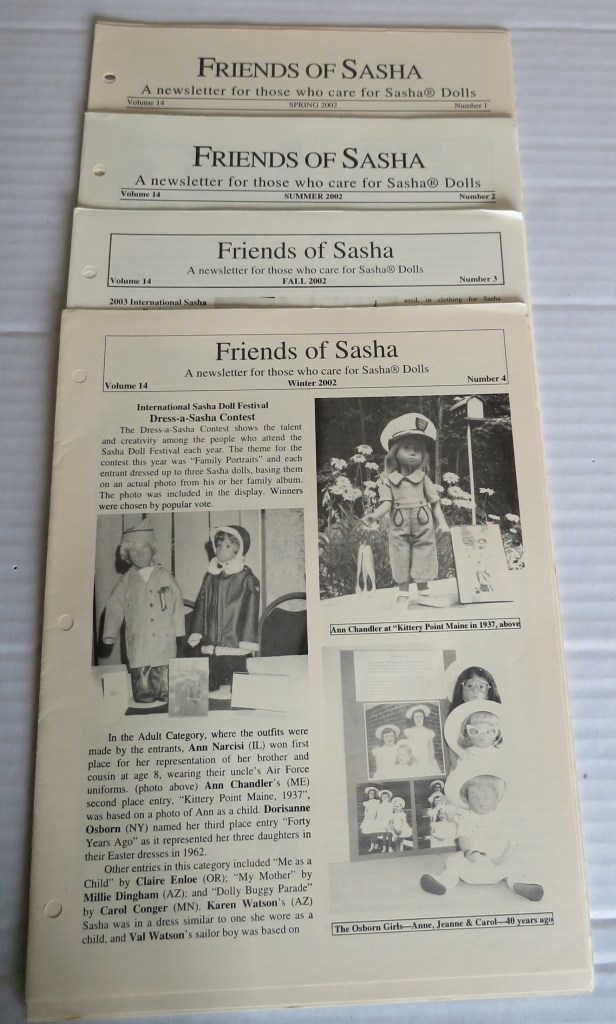 FRIENDS OF SASHA
A newsletter for those who care for Sasha® Dolls
Volume 14 SPRING 2002 Number 1
FRIENDS OF SASHA
A newsletter for those who care for Sasha® Dolls
Volume 14 SUMMER 2002 Number 2
Friends of Sasha
A newsletter for those who care for Sasha® Dolls
Volume 14 FALL 2002 Number 3
2003 International Sasha
used, in clothing for Sasha
Friends of Sasha
A newsletter for those who care for Sasha® Dolls
Volume 14 Winter 2002 Number 4
International Sasha Doll Festival
Dress-a-Sasha Contest
The Dress-a-Sasha Contest shows the talent
and creativity among the people who attend the
Sasha Doll Festival each year. The theme for the
contest this year was "Family Portraits" and each
entrant dressed up to three Sasha dolls, basing them
on an actual photo from his or her family album.
The photo was included in the display. Winners
were chosen by popular vote.
In the Adult Category, where the outfits were
made by the entrants, Ann Narcisi (IL) won first
place for her representation of her brother and
cousin at age 8, wearing their uncle's Air Force
uniforms. (photo above) Ann Chandler's (ME)
second place entry, "Kittery Point Maine, 1937",
was based on a photo of Ann as a child. Dorisanne
Osborn (NY) named her third place entry "Forty
Years Ago" as it represented her three daughters in
their Easter dresses in 1962.
Other entries in this category included "Me as a
Child" by Claire Enloe (OR); "My Mother" by
Millie Dingham (AZ); and "Dolly Buggy Parade"
by Carol Conger (MN). Karen Watson's (AZ)
Sasha was in a dress similar to one she wore as a
child, and Val Watson's sailor boy was based on
Ann Chandler at "Kittery Point Maine in 1937, above
The Osborn Girls—Anne, Jeanne & Carol—40 years ago